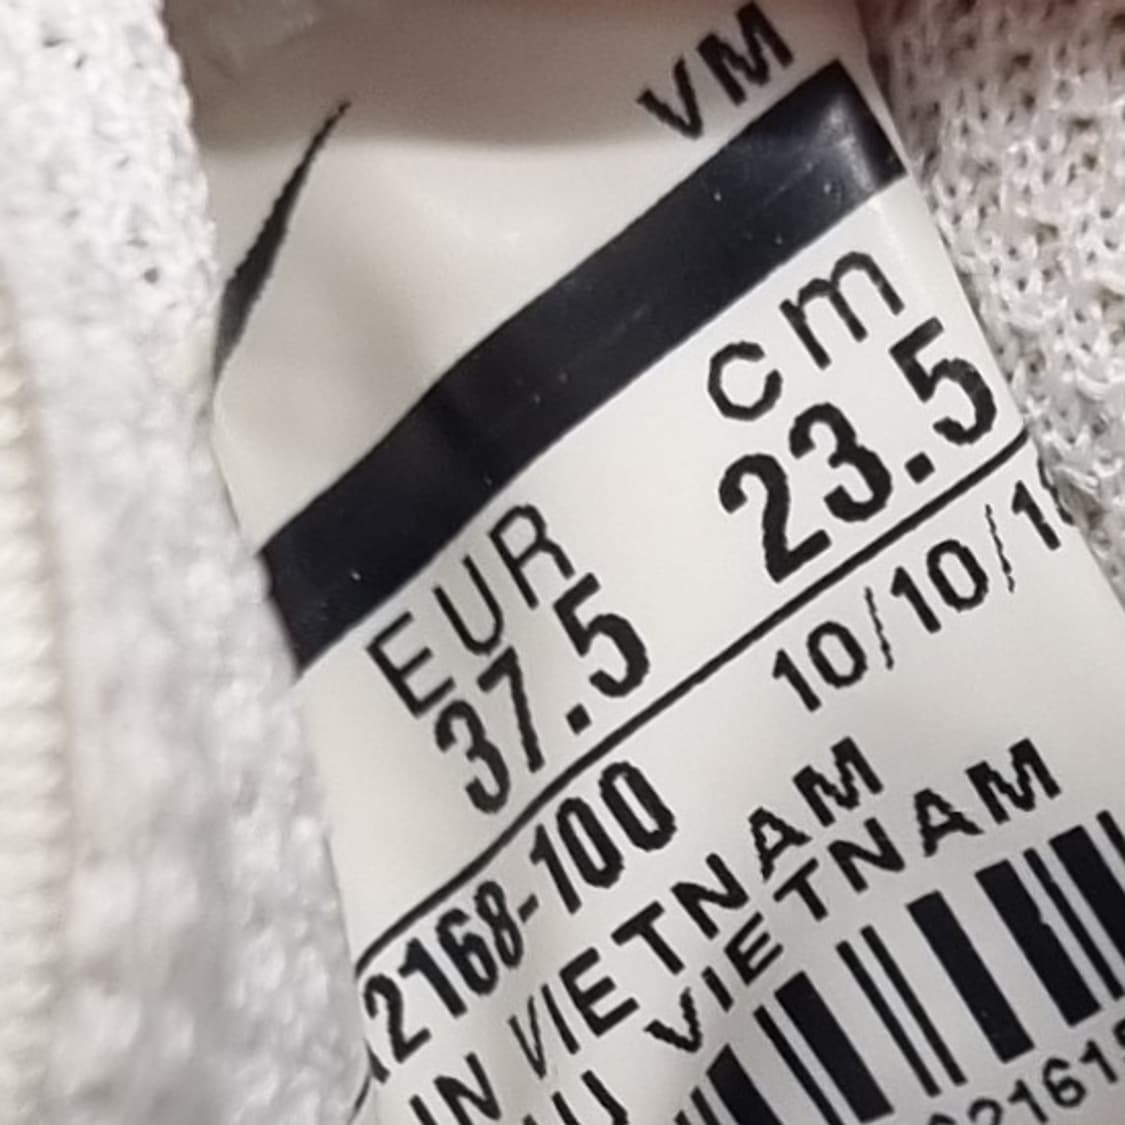 VM
EUR cm
37.5 23.5
10/10/1
2168-100
IN VIETNAM
VIETNAM